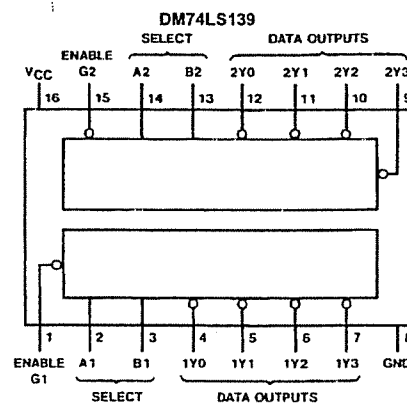 DM74LS139
SELECT DATA OUTPUTS
ENABLE
VCC G2 A2 B2 2Y0 2Y1 2Y2 2Y3
16 15 14 13 12 11 10 9
1 2 3 4 5 6 7 8
ENABLE A1 B1 1Y0 1Y1 1Y2 1Y3 GND
G1
SELECT DATA OUTPUTS